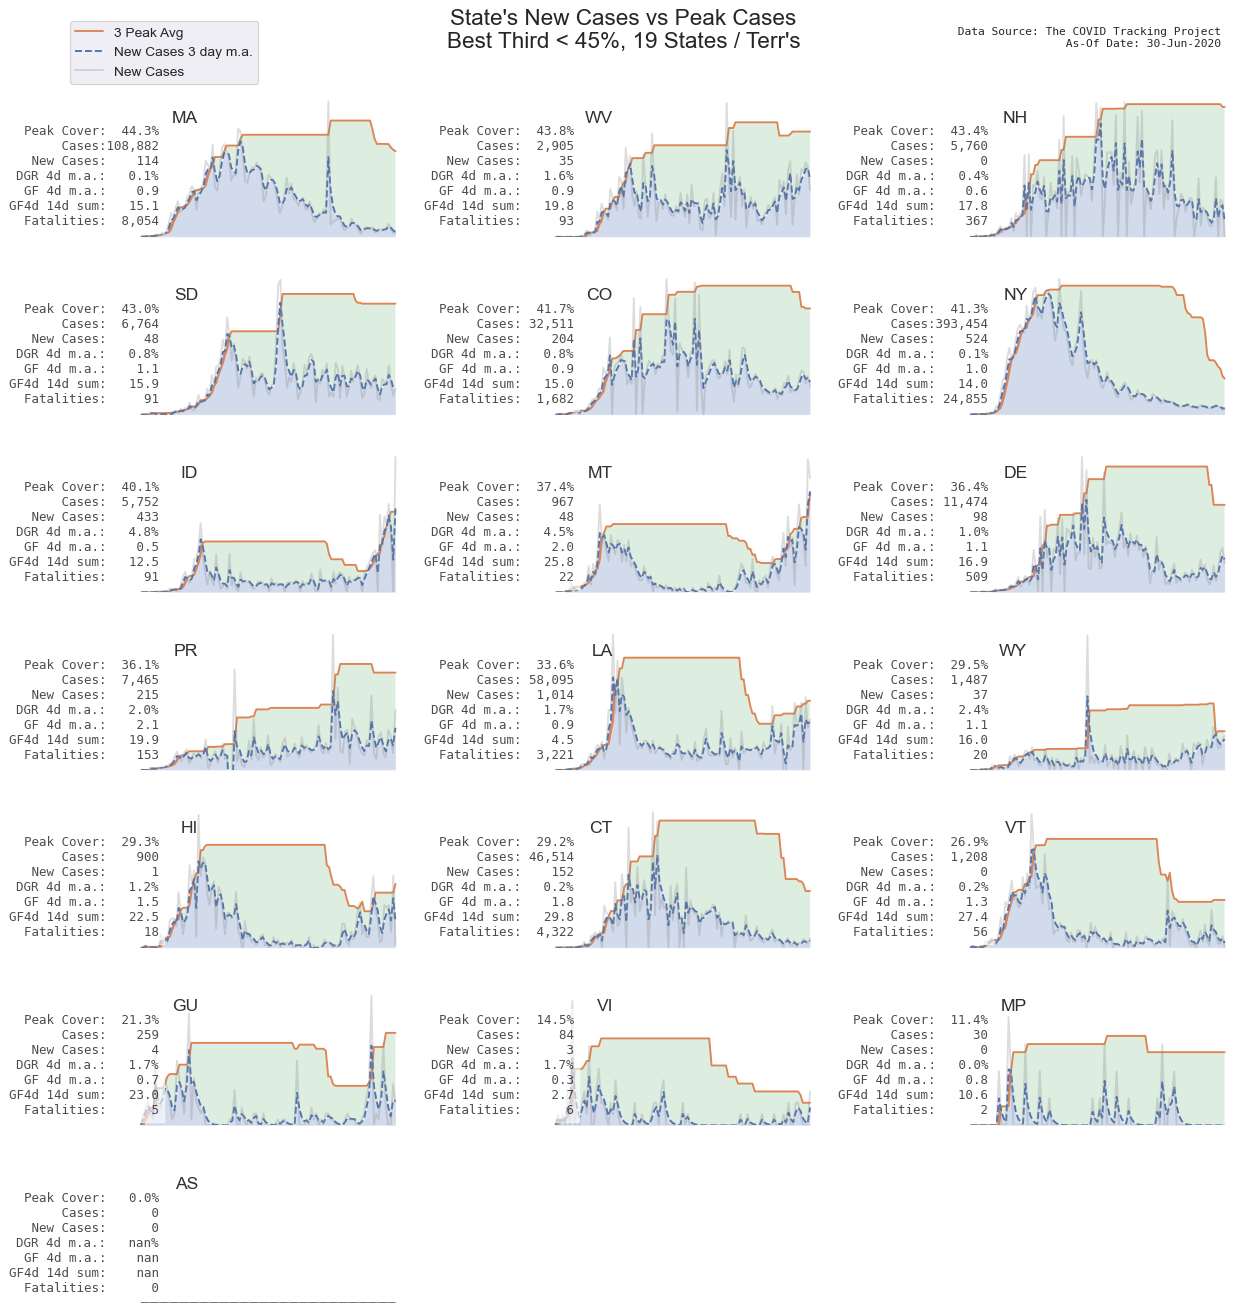 State's New Cases vs Peak Cases
Best Third < 45%, 19 States / Terr's
3 Peak Avg
New Cases 3 day m.a.
New Cases
Data Source: The COVID Tracking Project
As-Of Date: 30-Jun-2020
MA
Peak Cover: 44.3%
Cases:108,882
New Cases: 114
DGR 4d m.a.: 0.1%
GF 4d m.a.: 0.9
GF4d 14d sum: 15.1
Fatalities: 8,054
WV
Peak Cover: 43.8%
Cases: 2,905
New Cases: 35
DGR 4d m.a.: 1.6%
GF 4d m.a.: 0.9
GF4d 14d sum: 19.8
Fatalities: 93
NH
Peak Cover: 43.4%
Cases: 5,760
New Cases: 0
DGR 4d m.a.: 0.4%
GF 4d m.a.: 0.6
GF4d 14d sum: 17.8
Fatalities: 367
SD
Peak Cover: 43.0%
Cases: 6,764
New Cases: 48
DGR 4d m.a.: 0.8%
GF 4d m.a.: 1.1
GF4d 14d sum: 15.9
Fatalities: 91
CO
Peak Cover: 41.7%
Cases: 32,511
New Cases: 204
DGR 4d m.a.: 0.8%
GF 4d m.a.: 0.9
GF4d 14d sum: 15.0
Fatalities: 1,682
NY
Peak Cover: 41.3%
Cases:393,454
New Cases: 524
DGR 4d m.a.: 0.1%
GF 4d m.a.: 1.0
GF4d 14d sum: 14.0
Fatalities: 24,855
ID
Peak Cover: 40.1%
Cases: 5,752
New Cases: 433
DGR 4d m.a.: 4.8%
GF 4d m.a.: 0.5
GF4d 14d sum: 12.5
Fatalities: 91
MT
Peak Cover: 37.4%
Cases: 967
New Cases: 48
DGR 4d m.a.: 4.5%
GF 4d m.a.: 2.0
GF4d 14d sum: 25.8
Fatalities: 22
DE
Peak Cover: 36.4%
Cases: 11,474
New Cases: 98
DGR 4d m.a.: 1.0%
GF 4d m.a.: 1.1
GF4d 14d sum: 16.9
Fatalities: 509
PR
Peak Cover: 36.1%
Cases: 7,465
New Cases: 215
DGR 4d m.a.: 2.0%
GF 4d m.a.: 2.1
GF4d 14d sum: 19.9
Fatalities: 153
LA
Peak Cover: 33.6%
Cases: 58,095
New Cases: 1,014
DGR 4d m.a.: 1.7%
GF 4d m.a.: 0.9
GF4d 14d sum: 4.5
Fatalities: 3,221
WY
Peak Cover: 29.5%
Cases: 1,487
New Cases: 37
DGR 4d m.a.: 2.4%
GF 4d m.a.: 1.1
GF4d 14d sum: 16.0
Fatalities: 20
HI
Peak Cover: 29.3%
Cases: 900
New Cases: 1
DGR 4d m.a.: 1.2%
GF 4d m.a.: 1.5
GF4d 14d sum: 22.5
Fatalities: 18
CT
Peak Cover: 29.2%
Cases: 46,514
New Cases: 152
DGR 4d m.a.: 0.2%
GF 4d m.a.: 1.8
GF4d 14d sum: 29.8
Fatalities: 4,322
VT
Peak Cover: 26.9%
Cases: 1,208
New Cases: 0
DGR 4d m.a.: 0.2%
GF 4d m.a.: 1.3
GF4d 14d sum: 27.4
Fatalities: 56
GU
Peak Cover: 21.3%
Cases: 259
New Cases: 4
DGR 4d m.a.: 1.7%
GF 4d m.a.: 0.7
GF4d 14d sum: 23.0
Fatalities: 5
VI
Peak Cover: 14.5%
Cases: 84
New Cases: 3
DGR 4d m.a.: 1.7%
GF 4d m.a.: 0.3
GF4d 14d sum: 2.7
Fatalities: 6
MP
Peak Cover: 11.4%
Cases: 30
New Cases: 0
DGR 4d m.a.: 0.0%
GF 4d m.a.: 0.8
GF4d 14d sum: 10.6
Fatalities: 2
AS
Peak Cover: 0.0%
Cases: 0
New Cases: 0
DGR 4d m.a.: nan%
GF 4d m.a.: nan
GF4d 14d sum: nan
Fatalities: 0